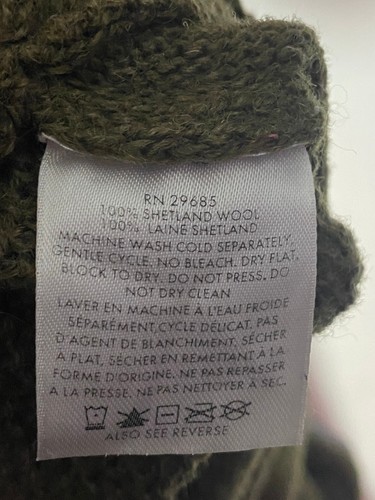 RN 29685
100% SHETLAND WOOL
100% LAINE SHETLAND
MACHINE WASH COLD SEPARATELY,
GENTLE CYCLE. NO BLEACH. DRY FLAT.
BLOCK TO DRY. DO NOT PRESS. DO
NOT DRY CLEAN
LAVER EN MACHINE À L'EAU FROIDE
SÉPARÉMENT,CYCLE DÉLICAT. PAS
D'AGENT DE BLANCHIMENT. SÉCHER
À PLAT, SÉCHER EN REMETTANT À LA
FORME D'ORIGINE. NE PAS REPASSER
À LA PRESSE. NE PAS NETTOYER À SEC.
ALSO SEE REVERSE